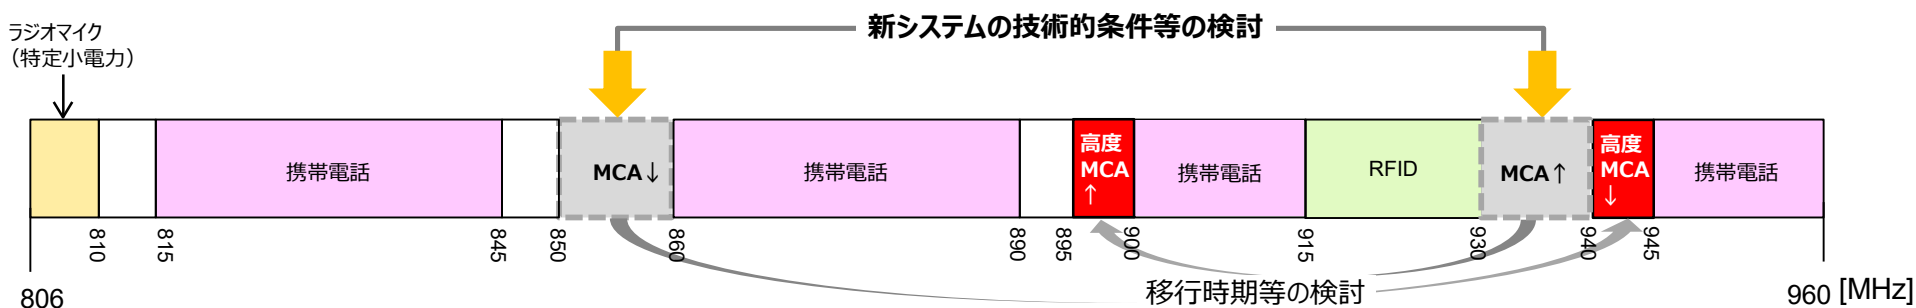 ラジオマイク
（特定小電力）
新システムの技術的条件等の検討
携帯電話
MCA↓
携帯電話
高度
MCA
↑
携帯電話
RFID
MCA↑
高度
MCA
↓
携帯電話
806
810
815
845
850
860
890
895
900
915
930
940
945
960 [MHz]
移行時期等の検討